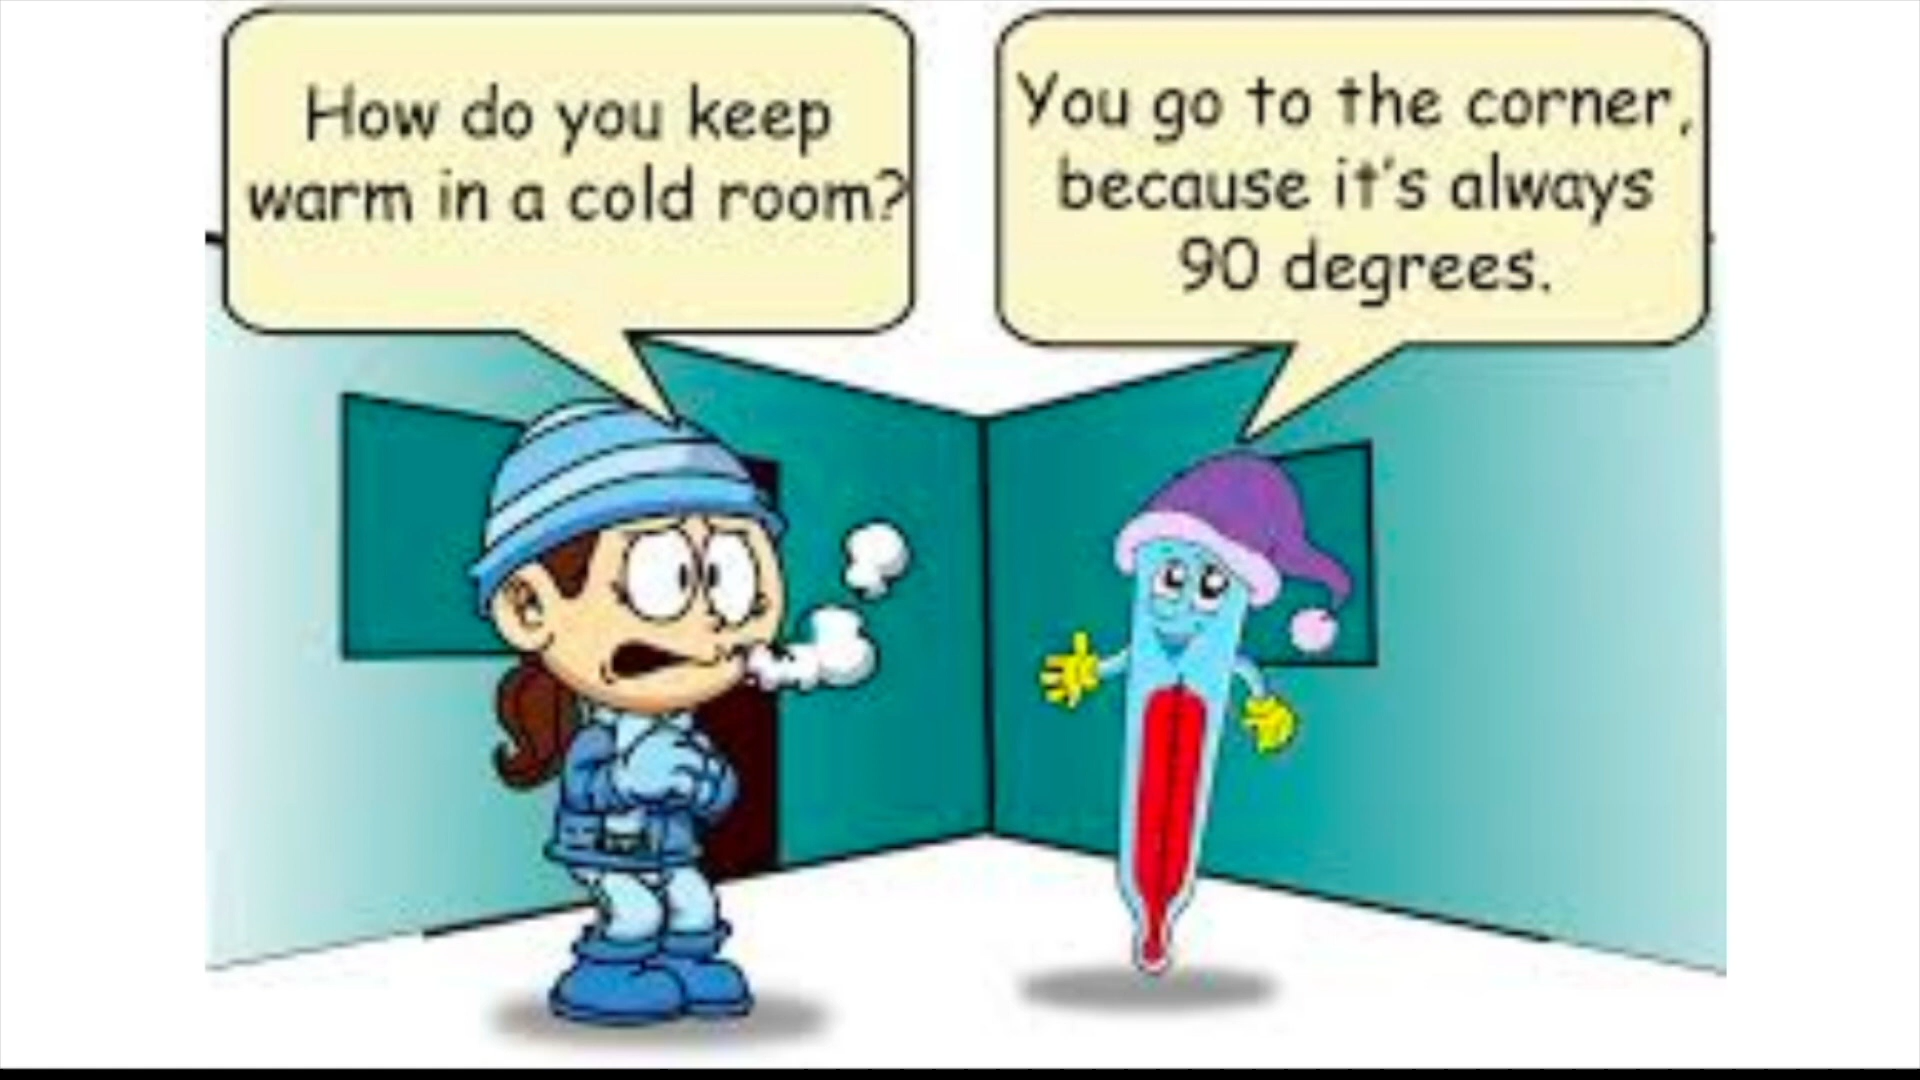 How do you keep
warm in a cold room?
You go to the corner,
because it's always
90 degrees.